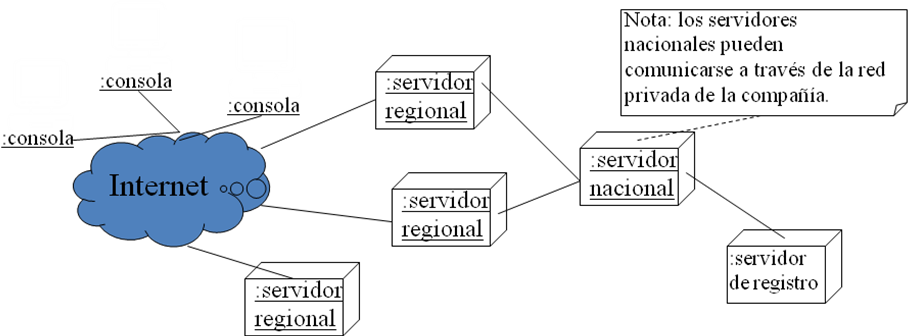 Nota: los servidores
nacionales pueden
comunicarse a través de la red
privada de la compañía.
:consola
:consola
:consola
:servidor
regional
:servidor
nacional
Internet
:servidor
regional
:servidor
de registro
:servidor
regional